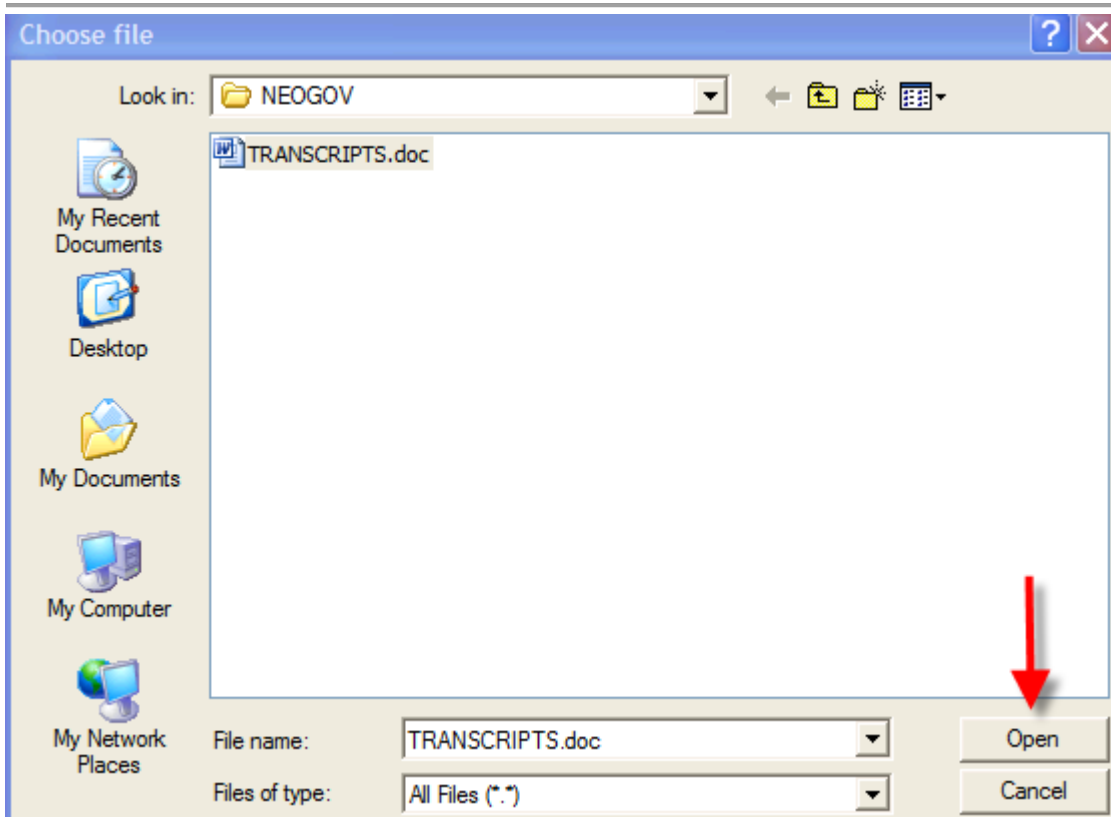 Choose file
Look in:
NEOGOV
TRANSCRIPTS.doc
My Recent
Documents
Desktop
My Documents
My Computer
My Network
Places
File name:
TRANSCRIPTS.doc
Open
Files of type:
All Files (*.*)
Cancel